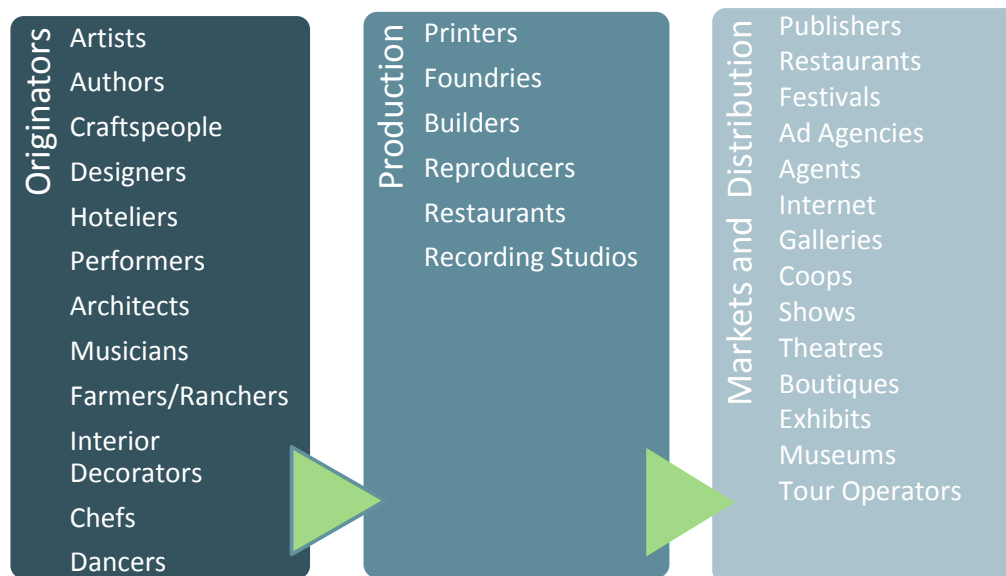 Originators
Artists
Authors
Craftspeople
Designers
Hoteliers
Performers
Architects
Musicians
Farmers/Ranchers
Interior
Decorators
Chefs
Dancers
Production
Printers
Foundries
Builders
Reproducers
Restaurants
Recording Studios
Markets and Distribution
Publishers
Restaurants
Festivals
Ad Agencies
Agents
Internet
Galleries
Coops
Shows
Theatres
Boutiques
Exhibits
Museums
Tour Operators